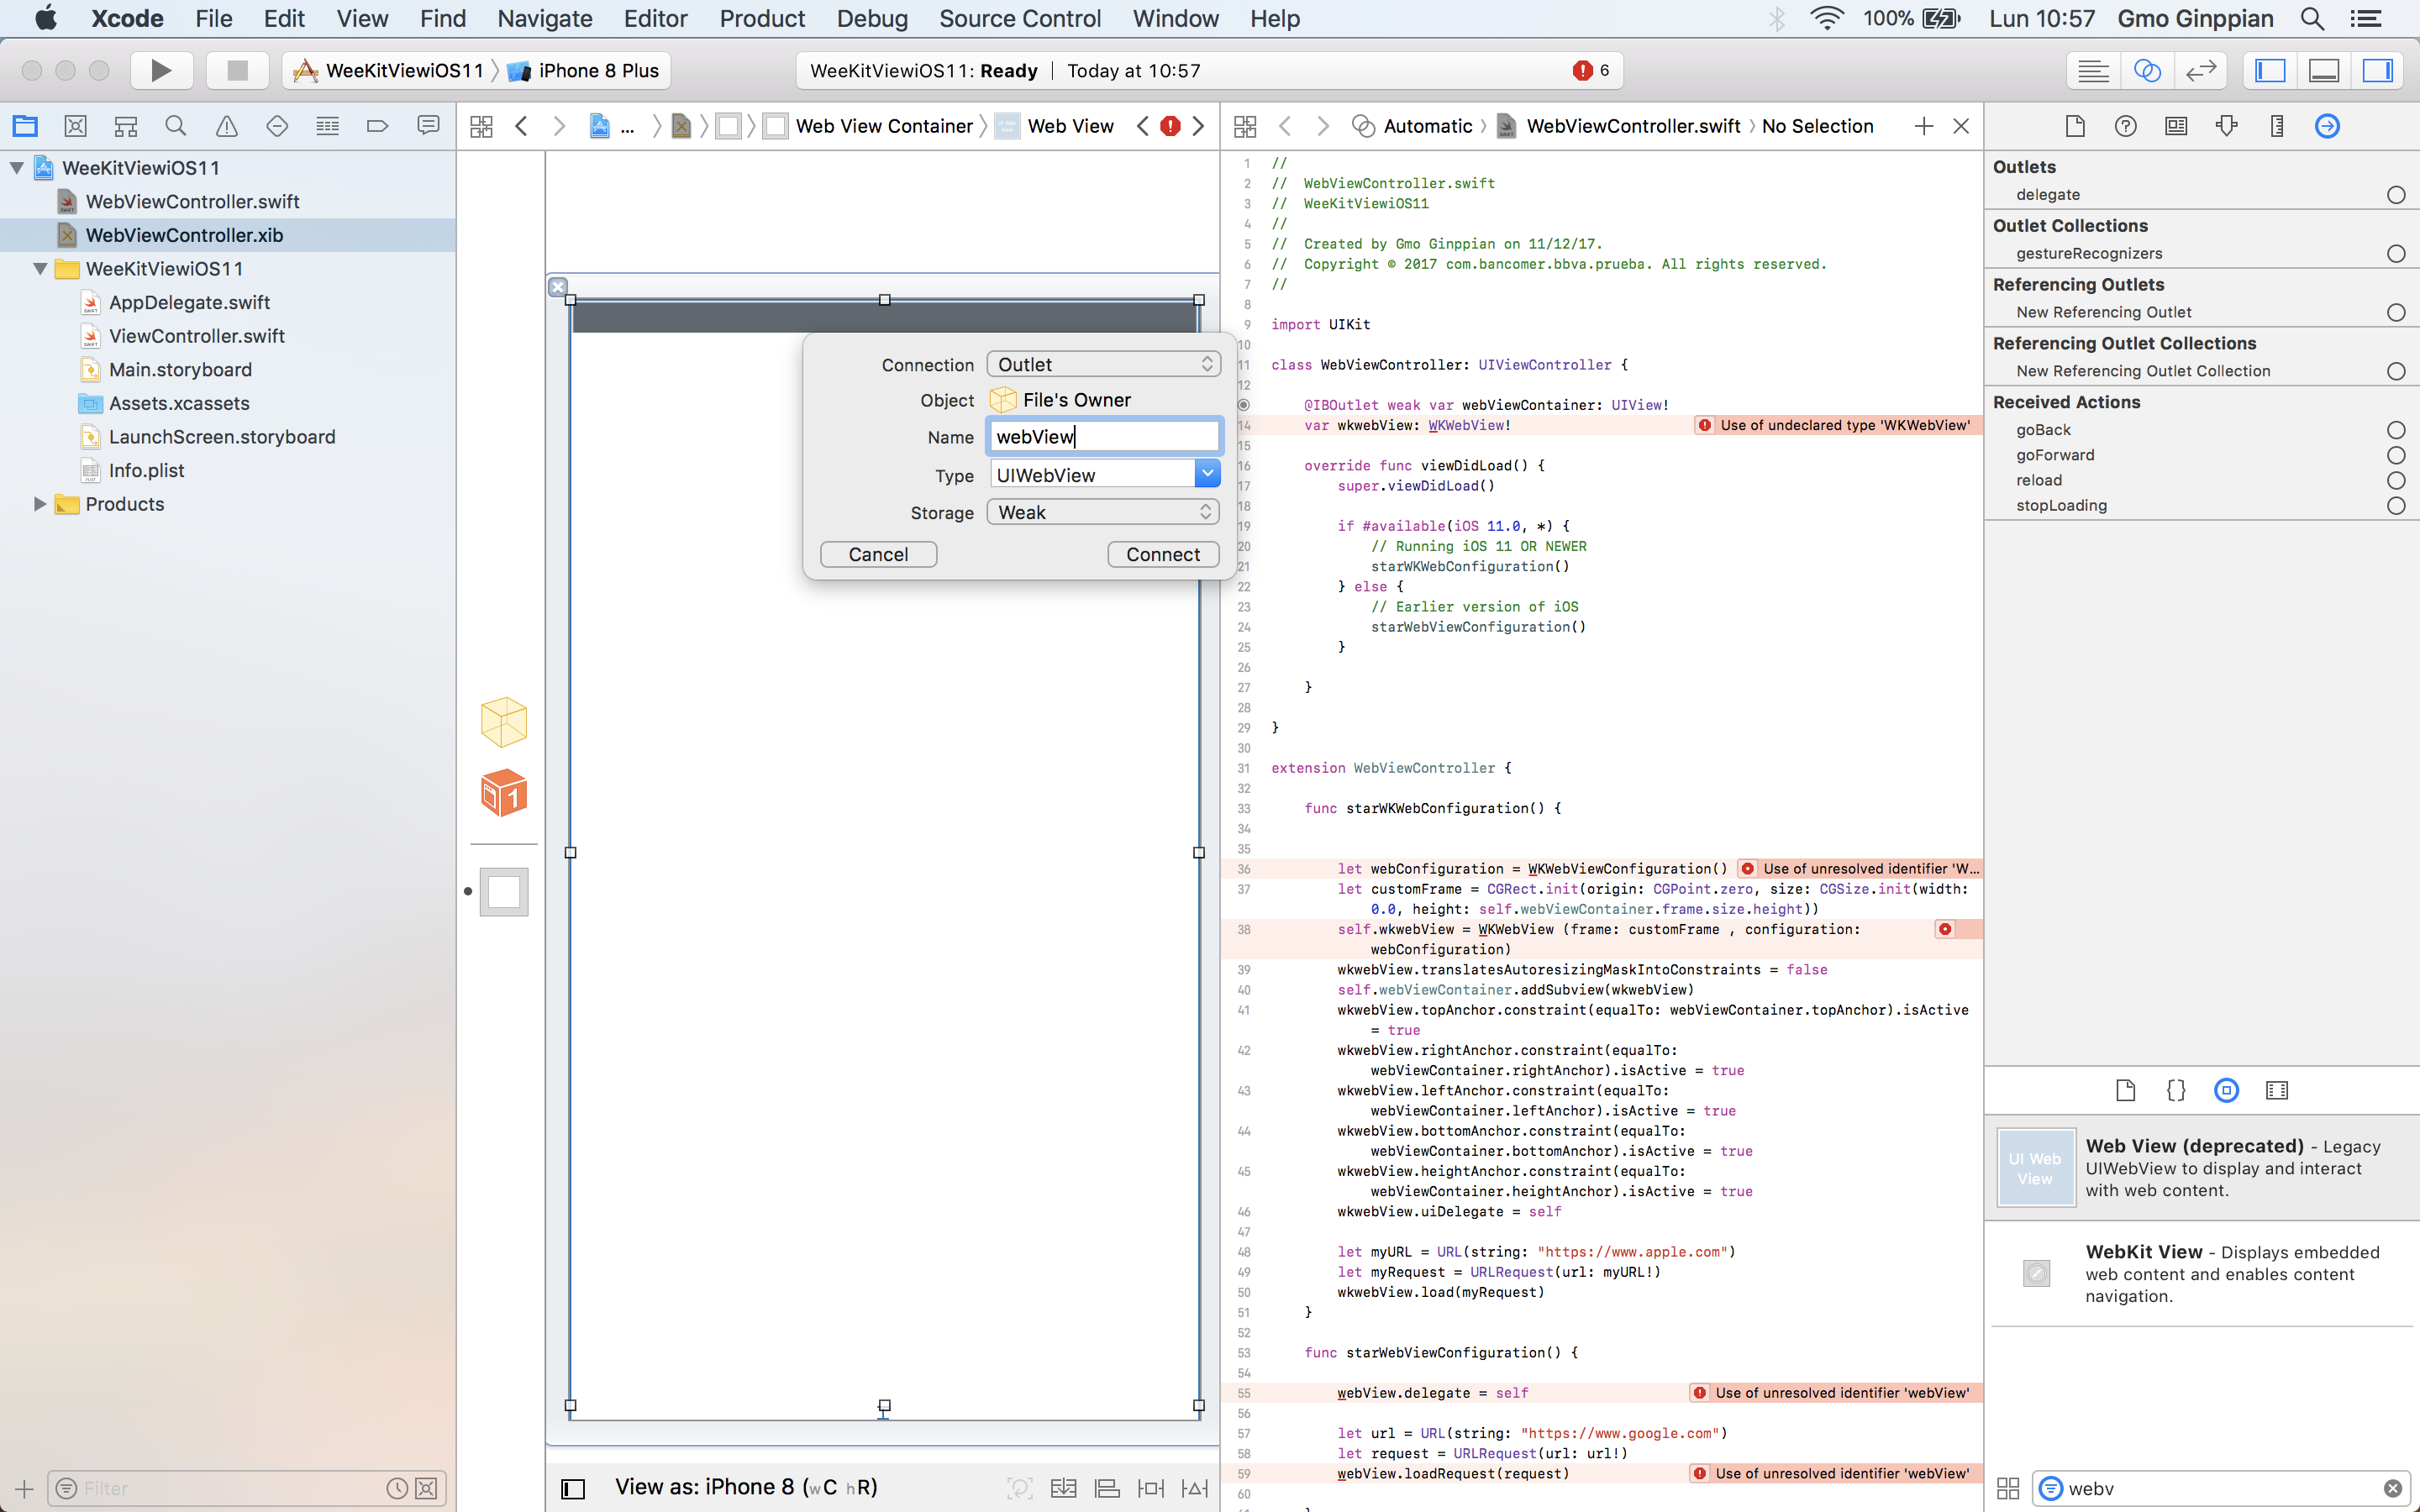 Xcode File Edit View Find Navigate Editor Product Debug Source Control Window Help 100% Lun 10:57 Gmo Ginppian
WeeKitViewiOS11 iPhone 8 Plus WeeKitViewiOS11: Ready | Today at 10:57 6
... Web View Container Web View Automatic WebViewController.swift No Selection
WeeKitViewiOS11
WebViewController.swift
WebViewController.xib
WeeKitViewiOS11
AppDelegate.swift
ViewController.swift
Main.storyboard
Assets.xcassets
LaunchScreen.storyboard
Info.plist
Products
Filter
Connection Outlet
Object File's Owner
Name webView
Type UIWebView
Storage Weak
Cancel Connect
1
View as: iPhone 8 (wC hR)
1 //
2 //  WebViewController.swift
3 //  WeeKitViewiOS11
4 //
5 //  Created by Gmo Ginppian on 11/12/17.
6 //  Copyright © 2017 com.bancomer.bbva.prueba. All rights reserved.
7 //
8
9 import UIKit
10
11 class WebViewController: UIViewController {
12
@IBOutlet weak var webViewContainer: UIView!
14 var wkwebView: WKWebView! Use of undeclared type 'WKWebView'
15
16 override func viewDidLoad() {
17 super.viewDidLoad()
18
19 if #available(iOS 11.0, *) {
20 // Running iOS 11 OR NEWER
21 starWKWebConfiguration()
22 } else {
23 // Earlier version of iOS
24 starWebViewConfiguration()
25 }
26
27 }
28
29 }
30
31 extension WebViewController {
32
33 func starWKWebConfiguration() {
34
35
36 let webConfiguration = WKWebViewConfiguration() Use of unresolved identifier 'W...
37 let customFrame = CGRect.init(origin: CGPoint.zero, size: CGSize.init(width:
0.0, height: self.webViewContainer.frame.size.height))
38 self.wkwebView = WKWebView (frame: customFrame , configuration:
webConfiguration)
39 wkwebView.translatesAutoresizingMaskIntoConstraints = false
40 self.webViewContainer.addSubview(wkwebView)
41 wkwebView.topAnchor.constraint(equalTo: webViewContainer.topAnchor).isActive
= true
42 wkwebView.rightAnchor.constraint(equalTo:
webViewContainer.rightAnchor).isActive = true
43 wkwebView.leftAnchor.constraint(equalTo:
webViewContainer.leftAnchor).isActive = true
44 wkwebView.bottomAnchor.constraint(equalTo:
webViewContainer.bottomAnchor).isActive = true
45 wkwebView.heightAnchor.constraint(equalTo:
webViewContainer.heightAnchor).isActive = true
46 wkwebView.uiDelegate = self
47
48 let myURL = URL(string: "https://www.apple.com")
49 let myRequest = URLRequest(url: myURL!)
50 wkwebView.load(myRequest)
51 }
52
53 func starWebViewConfiguration() {
54
55 webView.delegate = self Use of unresolved identifier 'webView'
56
57 let url = URL(string: "https://www.google.com")
58 let request = URLRequest(url: url!)
59 webView.loadRequest(request) Use of unresolved identifier 'webView'
60
Outlets
delegate
Outlet Collections
gestureRecognizers
Referencing Outlets
New Referencing Outlet
Referencing Outlet Collections
New Referencing Outlet Collection
Received Actions
goBack
goForward
reload
stopLoading
UI Web
View
Web View (deprecated) - Legacy
UIWebView to display and interact
with web content.
WebKit View - Displays embedded
web content and enables content
navigation.
webv